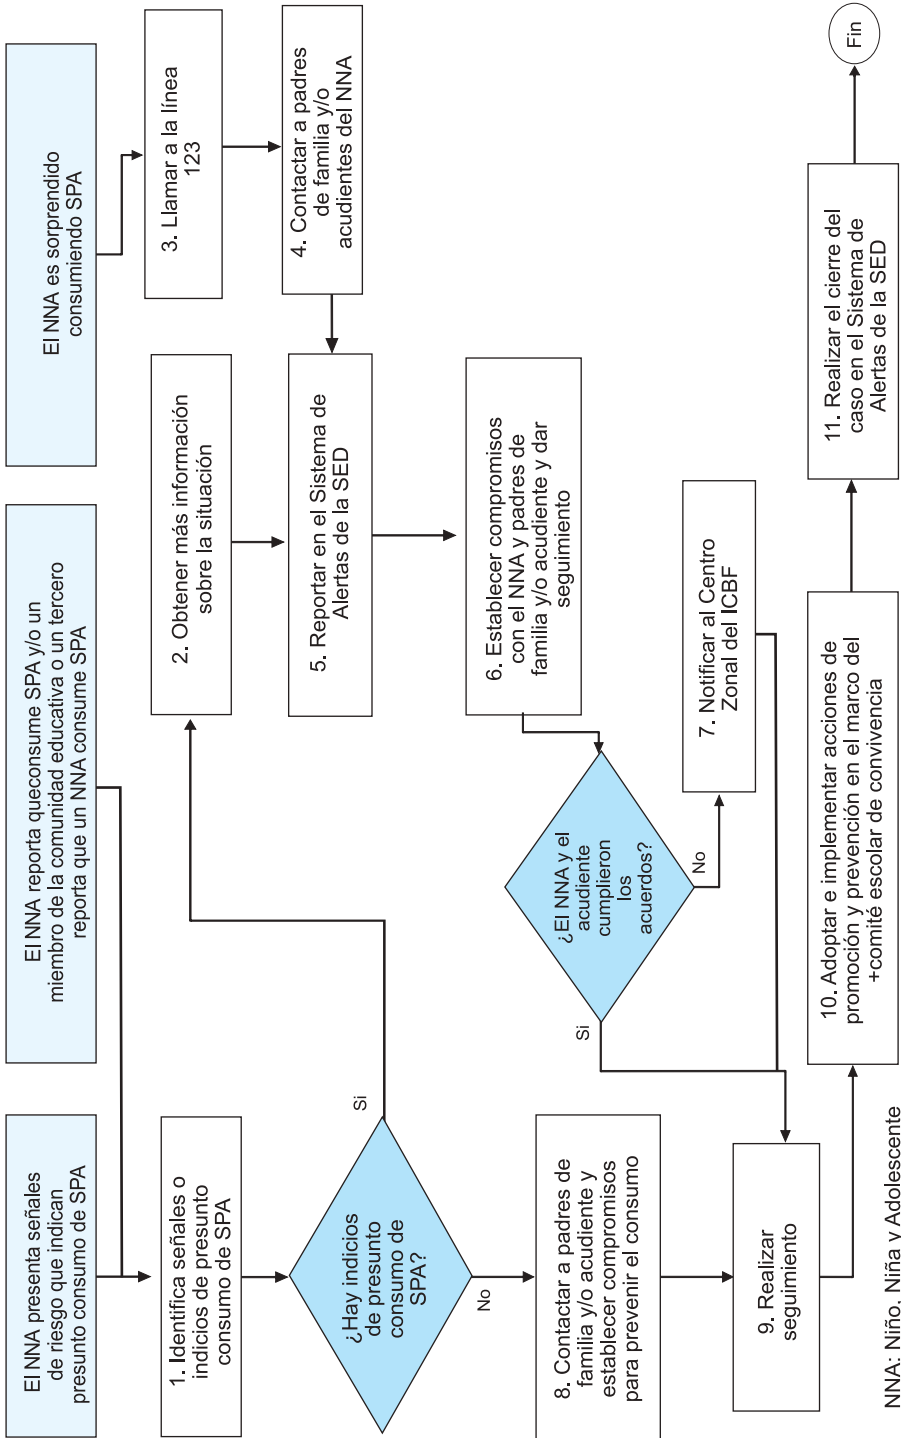 El NNA presenta señales
de riesgo que indican
presunto consumo de SPA
El NNA reporta queconsume SPA y/o un
miembro de la comunidad educativa o un tercero
reporta que un NNA consume SPA
El NNA es sorprendido
consumiendo SPA
1. Identifica señales o
indicios de presunto
consumo de SPA
2. Obtener más información
sobre la situación
3. Llamar a la línea
123
4. Contactar a padres
de familia y/o
acudientes del NNA
¿Hay indicios
de presunto
consumo de
SPA?
Si
No
5. Reportar en el Sistema de
Alertas de la SED
6. Establecer compromisos
con el NNA y padres de
familia y/o acudiente y dar
seguimiento
¿El NNA y el
acudiente
cumplieron
los
acuerdos?
Si
No
7. Notificar al Centro
Zonal del ICBF
8. Contactar a padres de
familia y/o acudiente y
establecer compromisos
para prevenir el consumo
9. Realizar
seguimiento
10. Adoptar e implementar acciones de
promoción y prevención en el marco del
+comité escolar de convivencia
11. Realizar el cierre del
caso en el Sistema de
Alertas de la SED
Fin
NNA: Niño. Niña y Adolescente